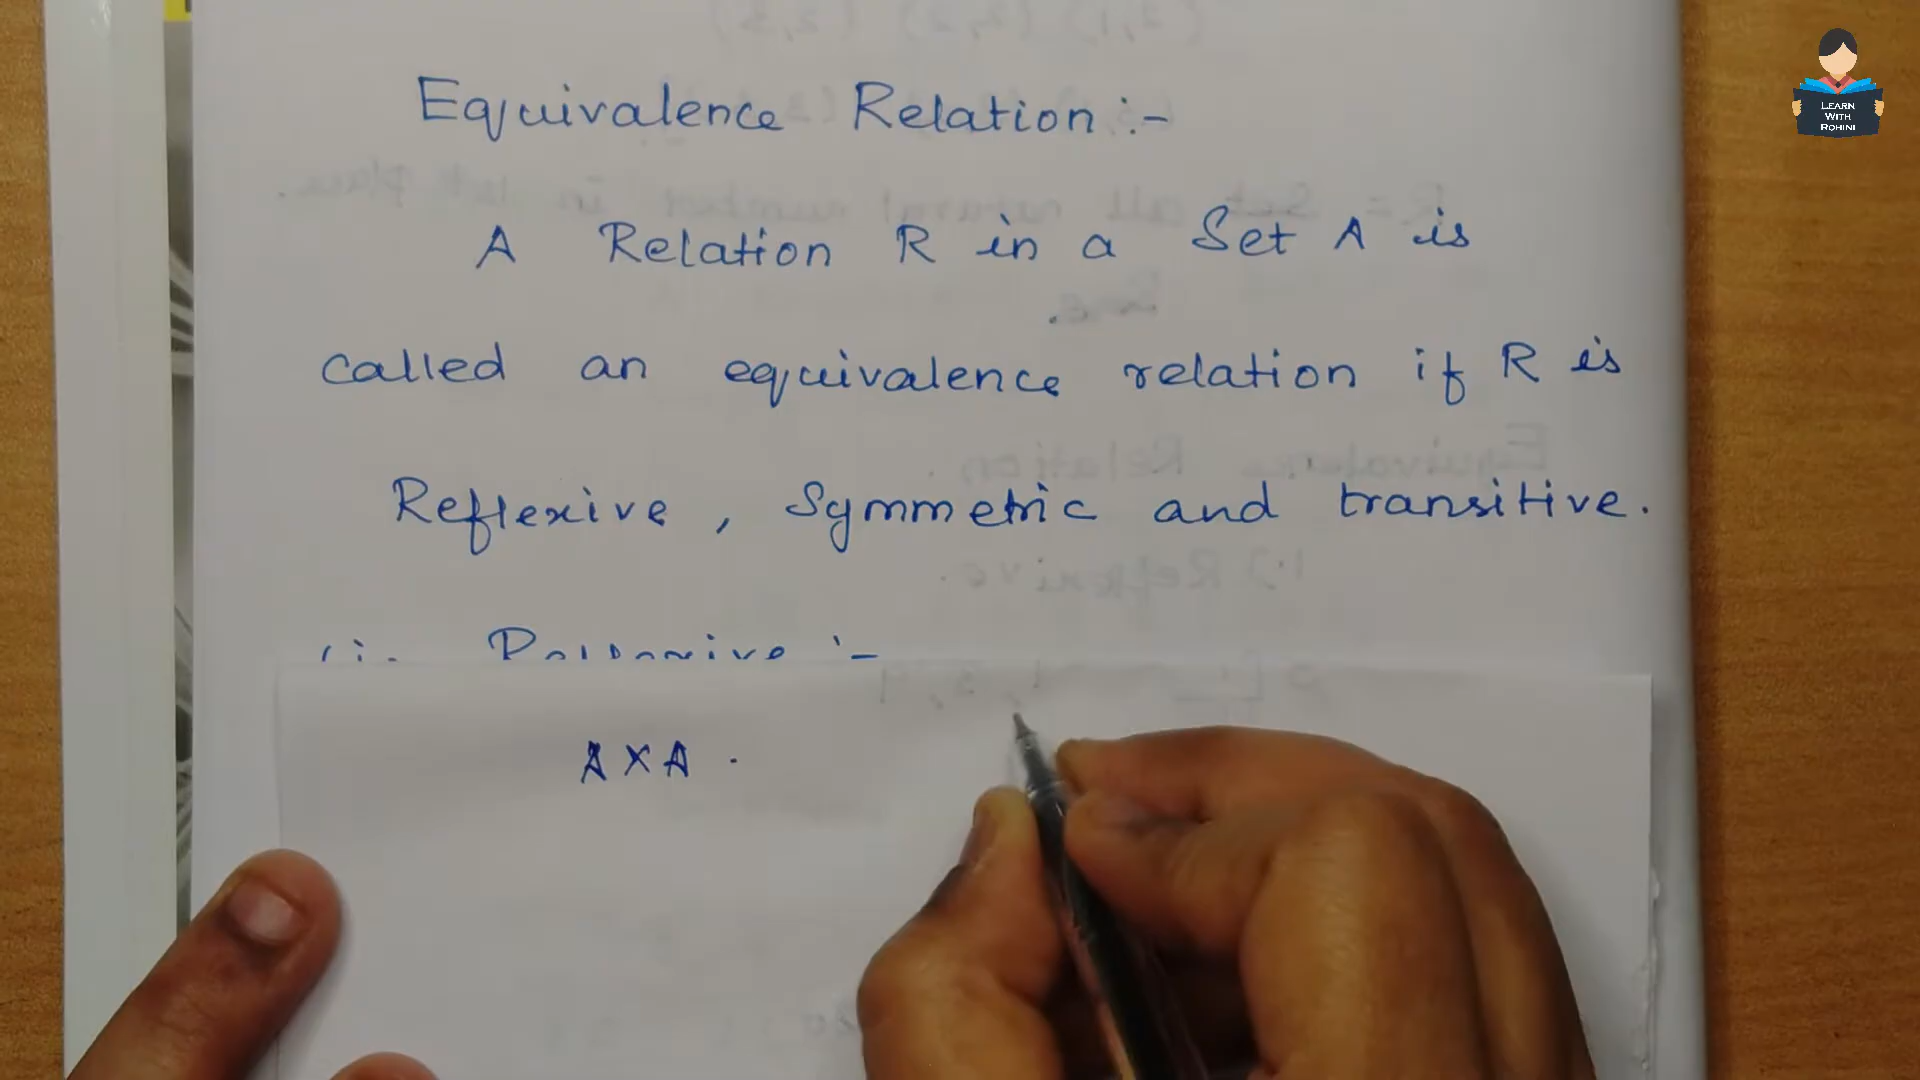 Equivalence Relation :-
A Relation R in a Set A is
called an equivalence relation if R is
Reflexive, Symmetric and transitive.
A X A .
LEARN
WITH
ROHINI